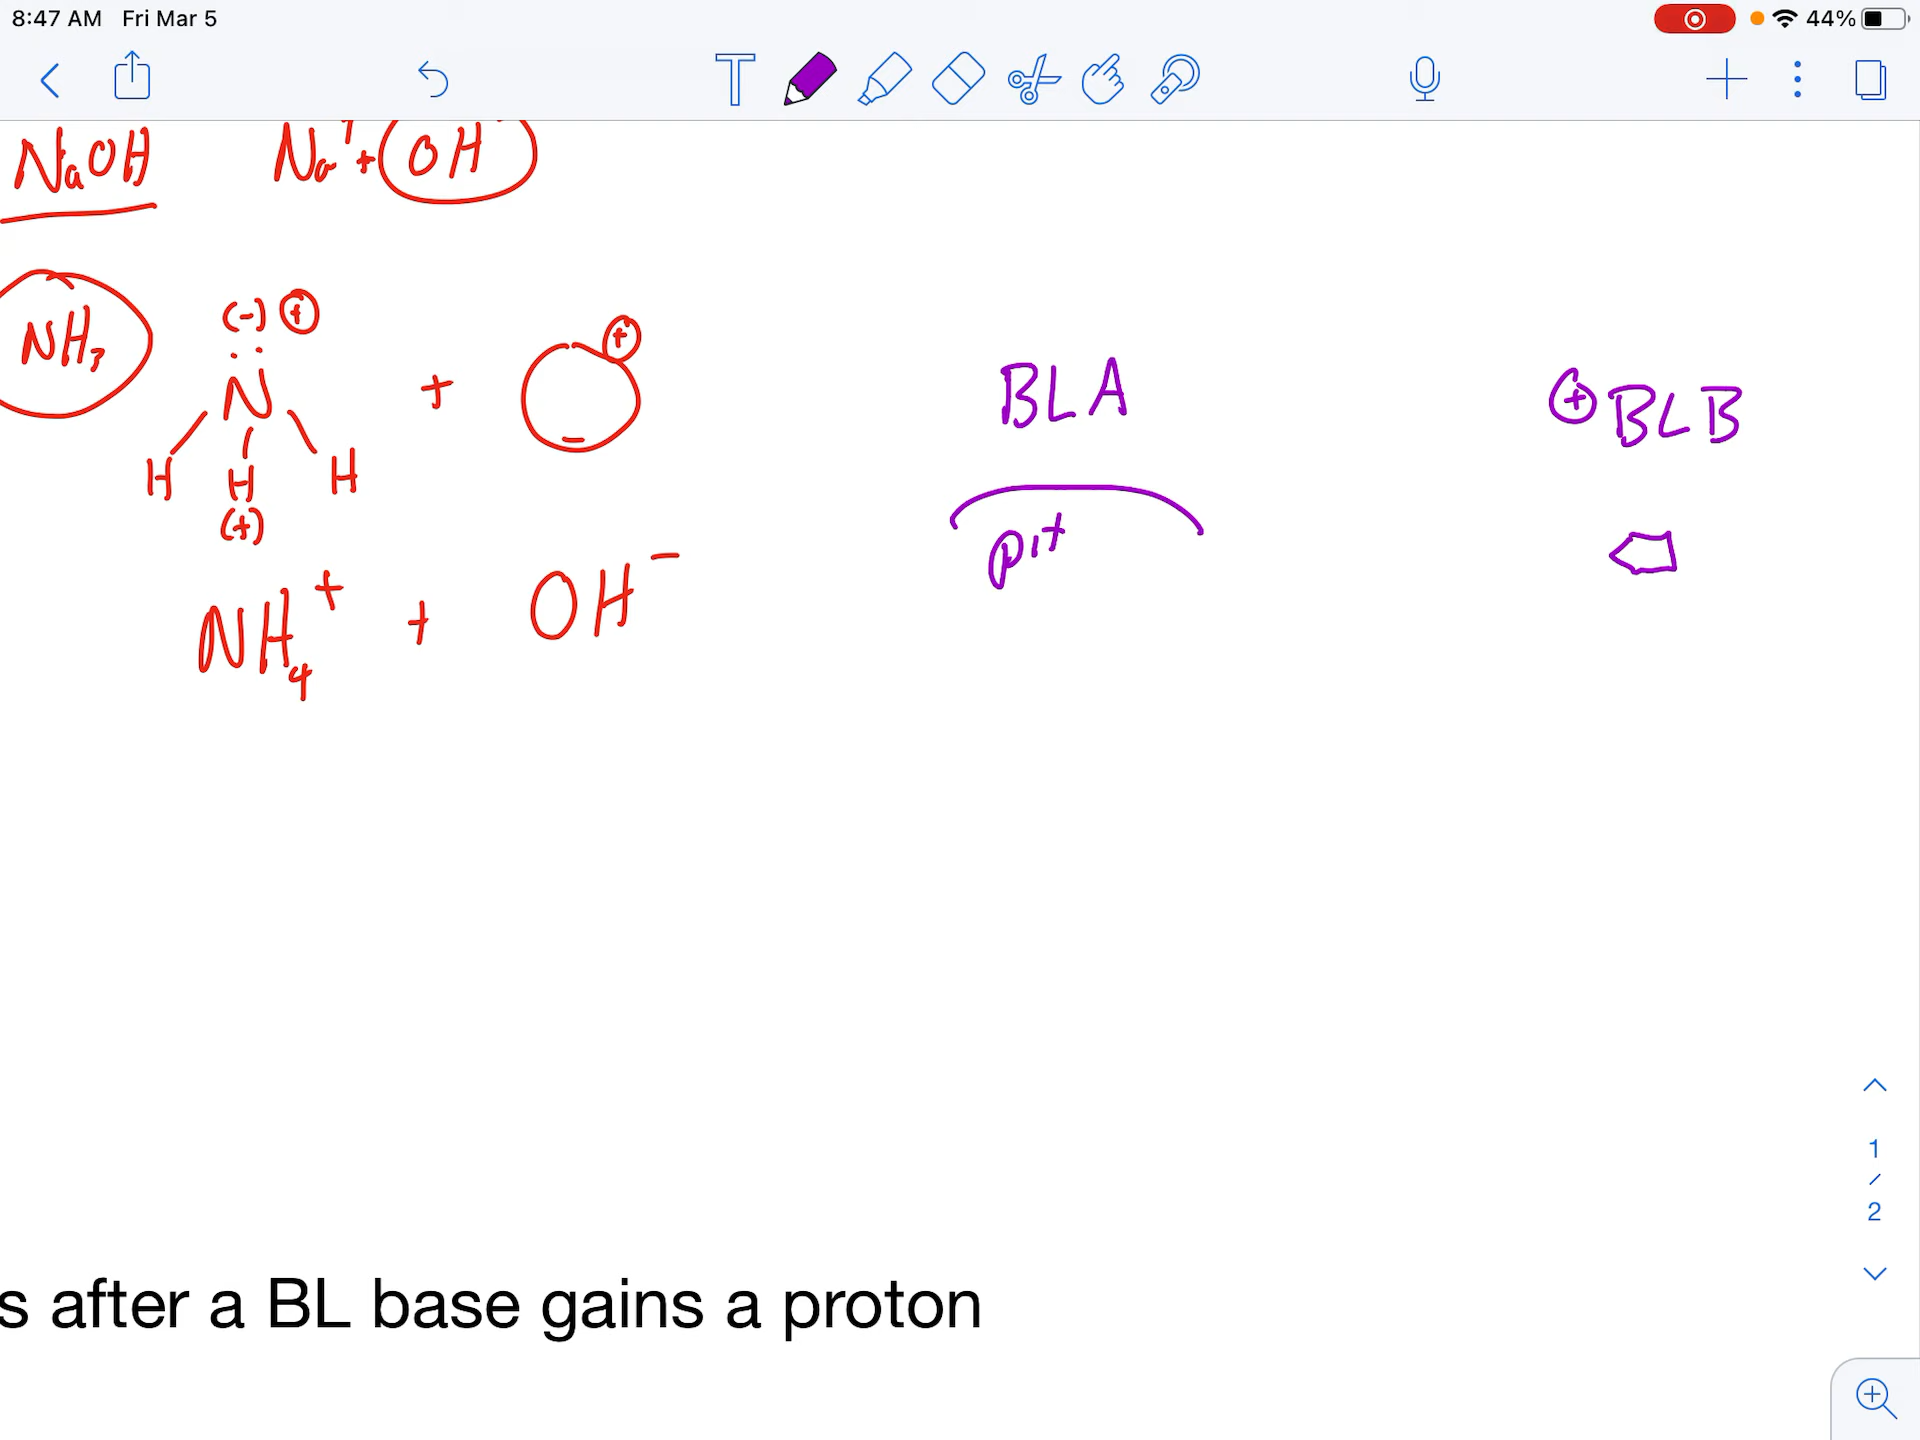 8:47 AM Fri Mar 5 44%
NaOH Na⁺ + OH
NH₃ (-) (+)
N + (+) −
H H H
(+)
NH₄⁺ + OH⁻
BLA + BLB
1
/
2
s after a BL base gains a proton